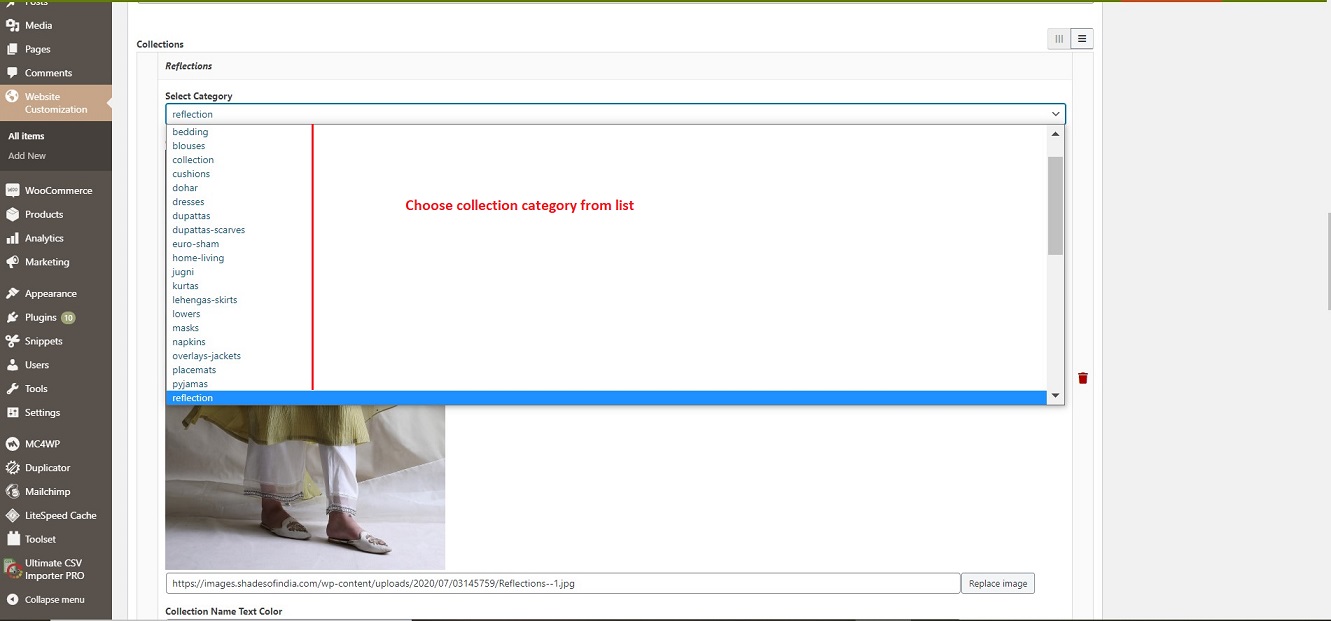 Posts
Media
Pages
Comments
Website
Customization
All items
Add New
WooCommerce
Products
Analytics
Marketing
Appearance
Plugins 10
Snippets
Users
Tools
Settings
MC4WP
Duplicator
Mailchimp
LiteSpeed Cache
Toolset
Ultimate CSV
Importer PRO
Collapse menu
Collections
Reflections
Select Category
reflection
bedding
blouses
collection
cushions
dohar
dresses
dupattas
dupattas-scarves
euro-sham
home-living
jugni
kurtas
lehengas-skirts
lowers
masks
napkins
overlays-jackets
placemats
pyjamas
reflection
Choose collection category from list
https://images.shadesofindia.com/wp-content/uploads/2020/07/03145759/Reflections--1.jpg
Replace image
Collection Name Text Color